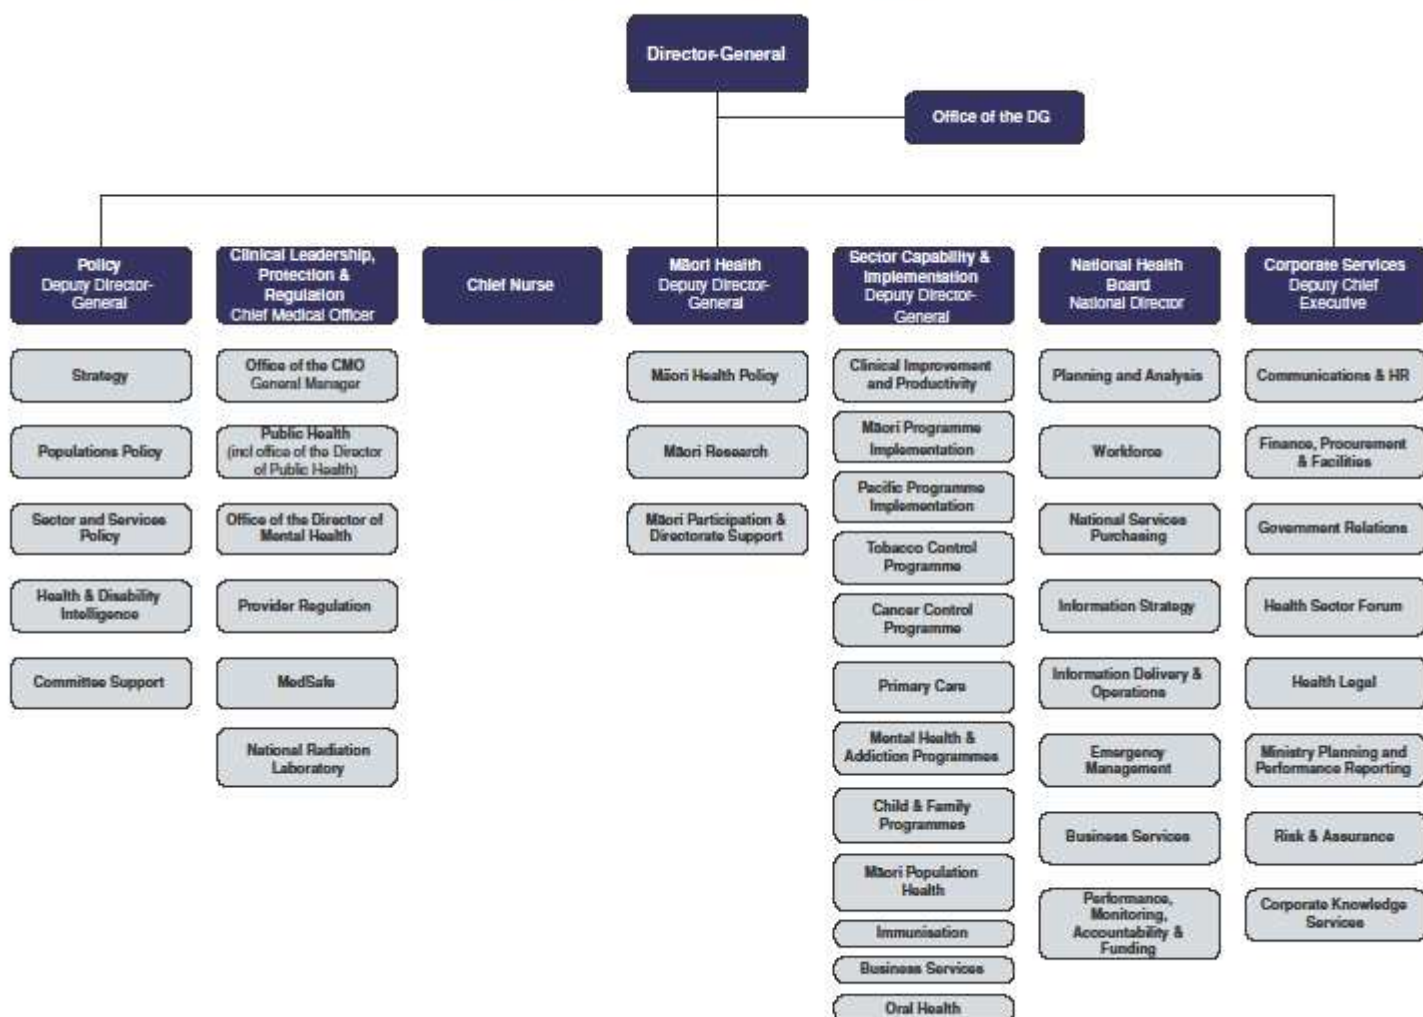 Director-General
Office of the DG
Policy
Deputy Director-
General
Clinical Leadership,
Protection &
Regulation
Chief Medical Officer
Chief Nurse
Māori Health
Deputy Director-
General
Sector Capability &
Implementation
Deputy Director-
General
National Health
Board
National Director
Corporate Services
Deputy Chief
Executive
Strategy
Populations Policy
Sector and Services
Policy
Health & Disability
Intelligence
Committee Support
Office of the CMO
General Manager
Public Health
(incl office of the Director
of Public Health)
Office of the Director of
Mental Health
Provider Regulation
MedSafe
National Radiation
Laboratory
Māori Health Policy
Māori Research
Māori Participation &
Directorate Support
Clinical Improvement
and Productivity
Māori Programme
Implementation
Pacific Programme
Implementation
Tobacco Control
Programme
Cancer Control
Programme
Primary Care
Mental Health &
Addiction Programmes
Child & Family
Programmes
Māori Population
Health
Immunisation
Business Services
Oral Health
Planning and Analysis
Workforce
National Services
Purchasing
Information Strategy
Information Delivery &
Operations
Emergency
Management
Business Services
Performance,
Monitoring,
Accountability &
Funding
Communications & HR
Finance, Procurement
& Facilities
Government Relations
Health Sector Forum
Health Legal
Ministry Planning and
Performance Reporting
Risk & Assurance
Corporate Knowledge
Services